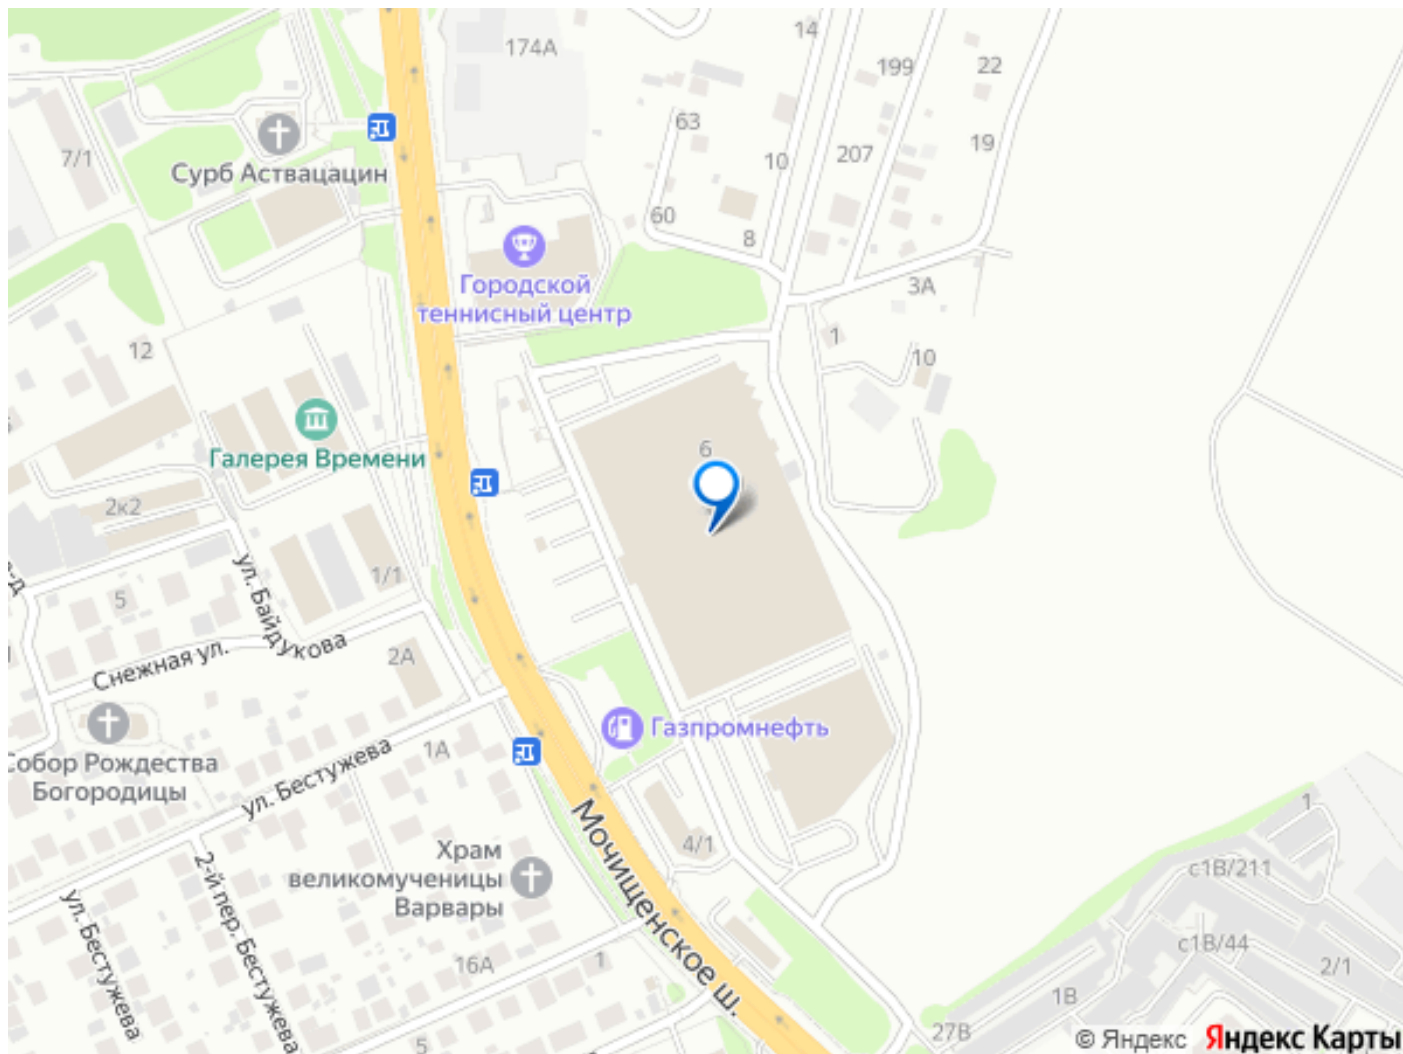 174А
14
199
22
63
7/1
Сурб Аствацацин
10
207
19
60
8
Городской
теннисный центр
3А
1
10
12
6
Галерея Времени
2к2
ул. Байдукова
1/1
5
Снежная ул.
2А
Газпромнефть
Собор Рождества
Богородицы
1А
ул. Бестужева
Мочищенское ш.
4/1
1
Храм
великомученицы
Варвары
2-й пер. Бестужева
ул. Бестужева
с1В/211
с1В/44
16А
1
2/1
1В
27В
5
© Яндекс Яндекс Карты